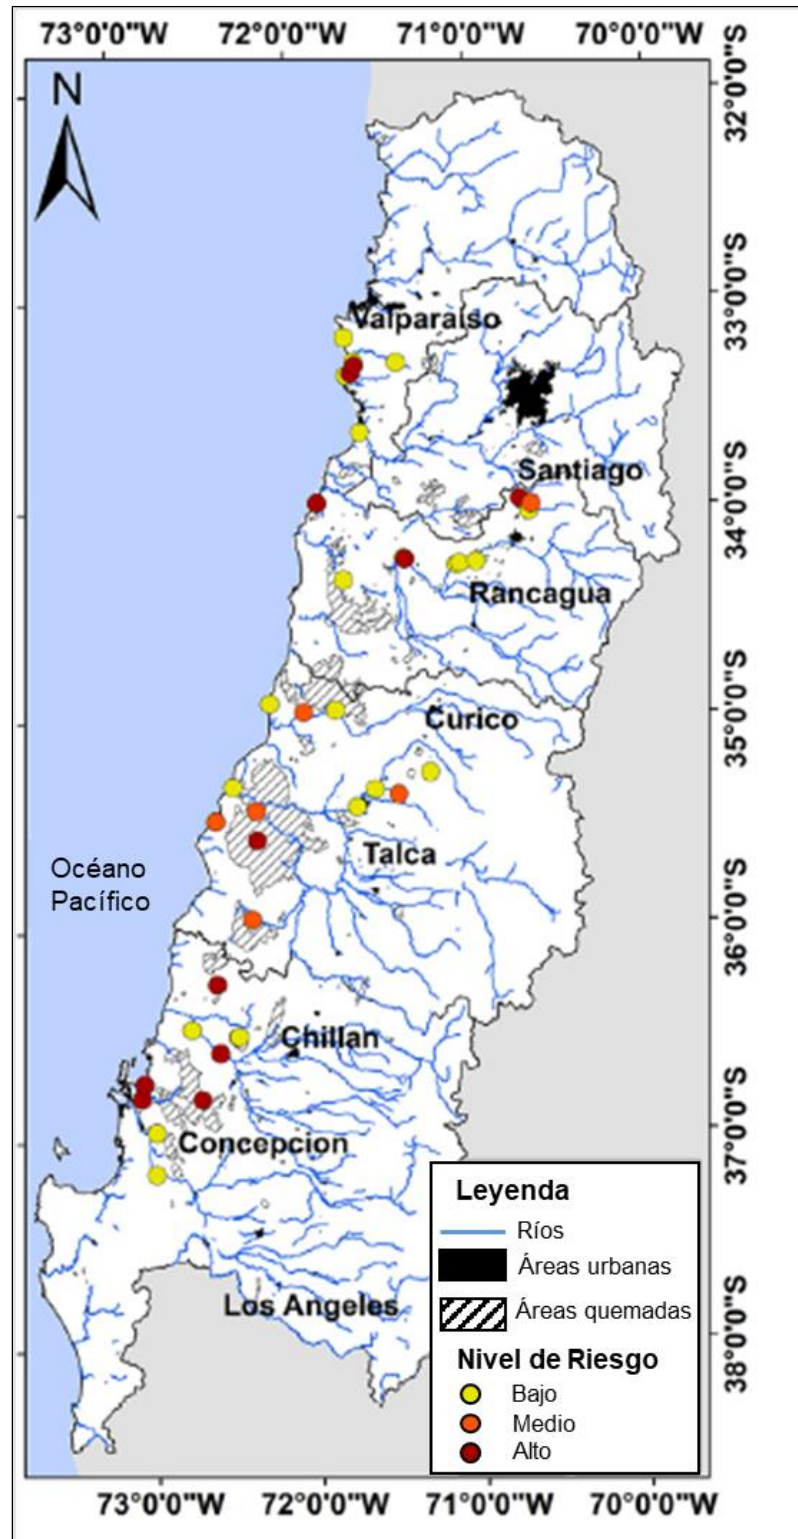 73°0'0"W 72°0'0"W 71°0'0"W 70°0'0"W
32°0'0"S
N
33°0'0"S
Valparaiso
Santiago
34°0'0"S
Rancagua
35°0'0"S
Curico
Talca
Océano
Pacífico
36°0'0"S
Chillan
37°0'0"S
Concepcion
Los Angeles
38°0'0"S
Leyenda
Ríos
Áreas urbanas
Áreas quemadas
Nivel de Riesgo
Bajo
Medio
Alto
73°0'0"W 72°0'0"W 71°0'0"W 70°0'0"W